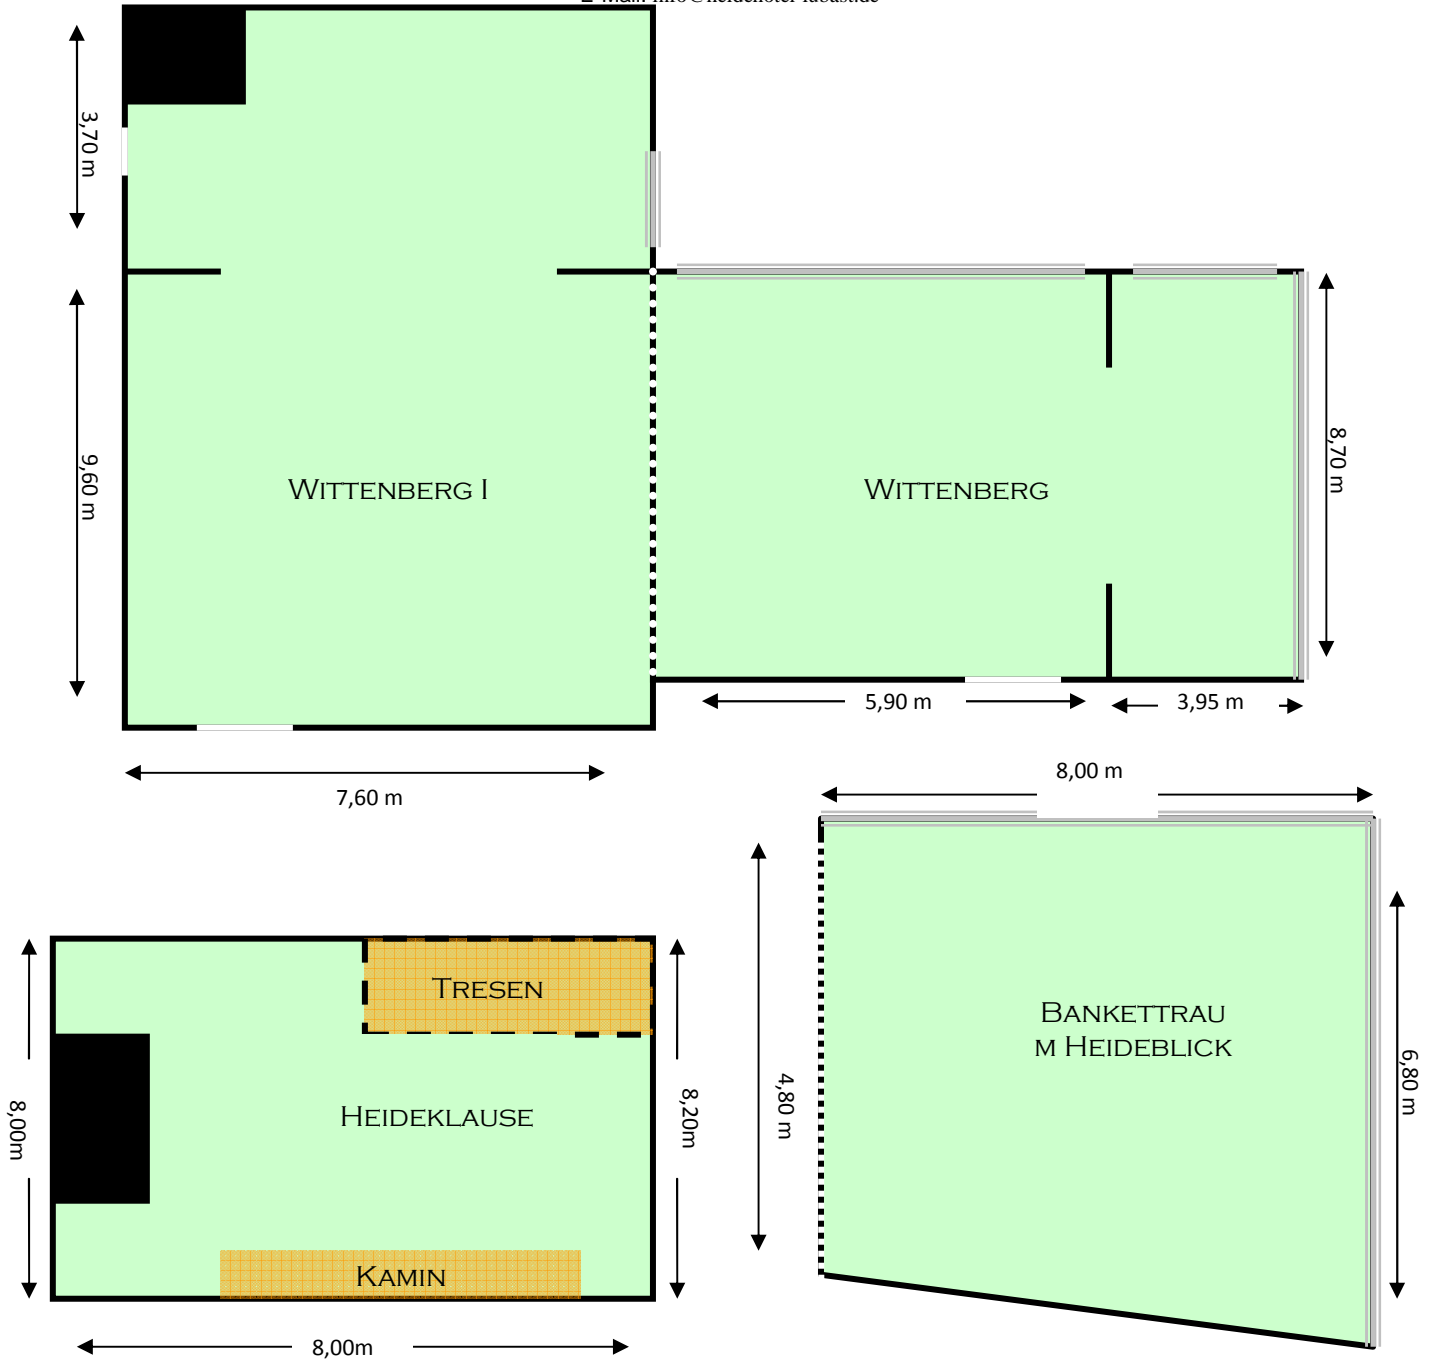 3,70 m
9,60 m
WITTENBERG I
WITTENBERG
8,70 m
5,90 m
3,95 m
7,60 m
8,00 m
TRESEN
HEIDEKLAUSE
KAMIN
8,00m
8,20m
8,00m
4,80 m
BANKETTRAU
M HEIDEBLICK
6,80 m